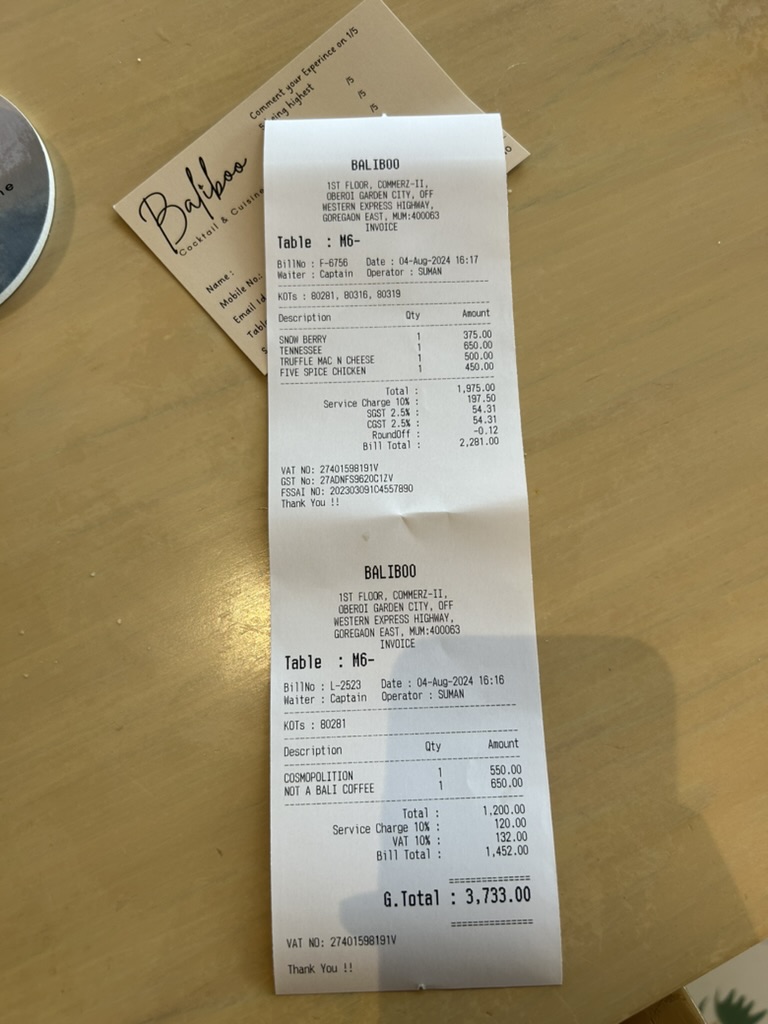 Comment your Experince on 1/5
ing highest
/5
/5
/5
Baliboo
Cocktail & Cuisine
Name :
Mobile No.:
Email Id
BALIBOO
1ST FLOOR, COMMERZ-II,
OBEROI GARDEN CITY, OFF
WESTERN EXPRESS HIGHWAY,
GOREGAON EAST, MUM:400063
INVOICE
Table : M6-
BillNo : F-6756 Date : 04-Aug-2024 16:17
Waiter : Captain Operator : SUMAN
KOTs : 80281, 80316, 80319
Description Qty Amount
SNOW BERRY 1 375.00
TENNESSEE 1 650.00
TRUFFLE MAC N CHEESE 1 500.00
FIVE SPICE CHICKEN 1 450.00
Total : 1,975.00
Service Charge 10% : 197.50
SGST 2.5% : 54.31
CGST 2.5% : 54.31
RoundOff : -0.12
Bill Total : 2,281.00
VAT NO: 27401598191V
GST No: 27ADNFS9620C1ZV
FSSAI NO: 20230309104557890
Thank You !!
BALIBOO
1ST FLOOR, COMMERZ-II,
OBEROI GARDEN CITY, OFF
WESTERN EXPRESS HIGHWAY,
GOREGAON EAST, MUM:400063
INVOICE
Table : M6-
BillNo : L-2523 Date : 04-Aug-2024 16:16
Waiter : Captain Operator : SUMAN
KOTs : 80281
Description Qty Amount
COSMOPOLITION 1 550.00
NOT A BALI COFFEE 1 650.00
Total : 1,200.00
Service Charge 10% : 120.00
VAT 10% : 132.00
Bill Total : 1,452.00
G.Total : 3,733.00
VAT NO: 27401598191V
Thank You !!